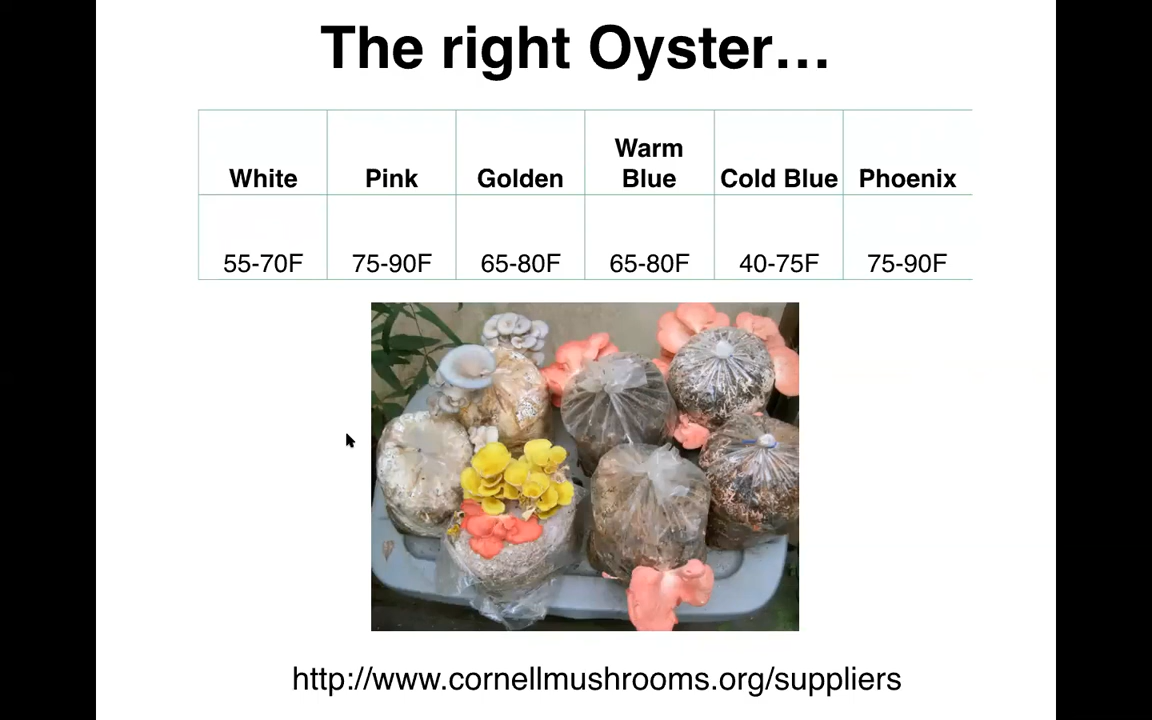 The right Oyster...
White Pink Golden Warm Blue Cold Blue Phoenix
55-70F 75-90F 65-80F 65-80F 40-75F 75-90F
http://www.cornellmushrooms.org/suppliers